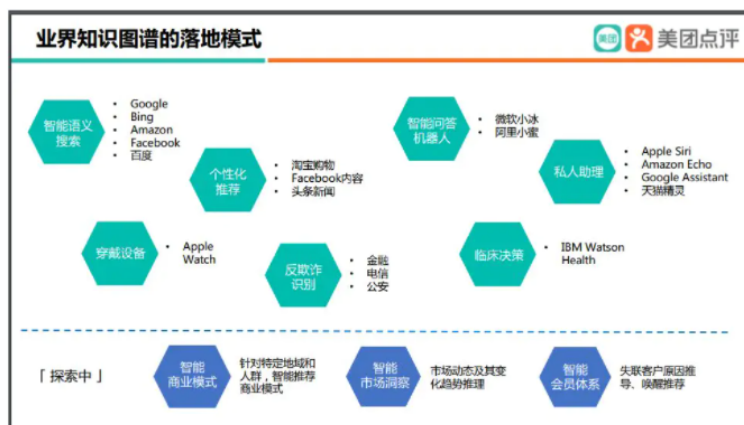 业界知识图谱的落地模式
美团
美团点评
智能语义
搜索
• Google
• Bing
• Amazon
• Facebook
• 百度
个性化
推荐
• 淘宝购物
• Facebook内容
• 头条新闻
智能问答
机器人
• 微软小冰
• 阿里小蜜
私人助理
• Apple Siri
• Amazon Echo
• Google Assistant
• 天猫精灵
穿戴设备
• Apple
Watch
反欺诈
识别
• 金融
• 电信
• 公安
临床决策
• IBM Watson
Health
「 探索中 」
智能
商业模式
针对特定地域和
人群，智能推荐
商业模式
智能
市场洞察
市场动态及其变
化趋势推理
智能
会员体系
失联客户原因推
导、唤醒推荐